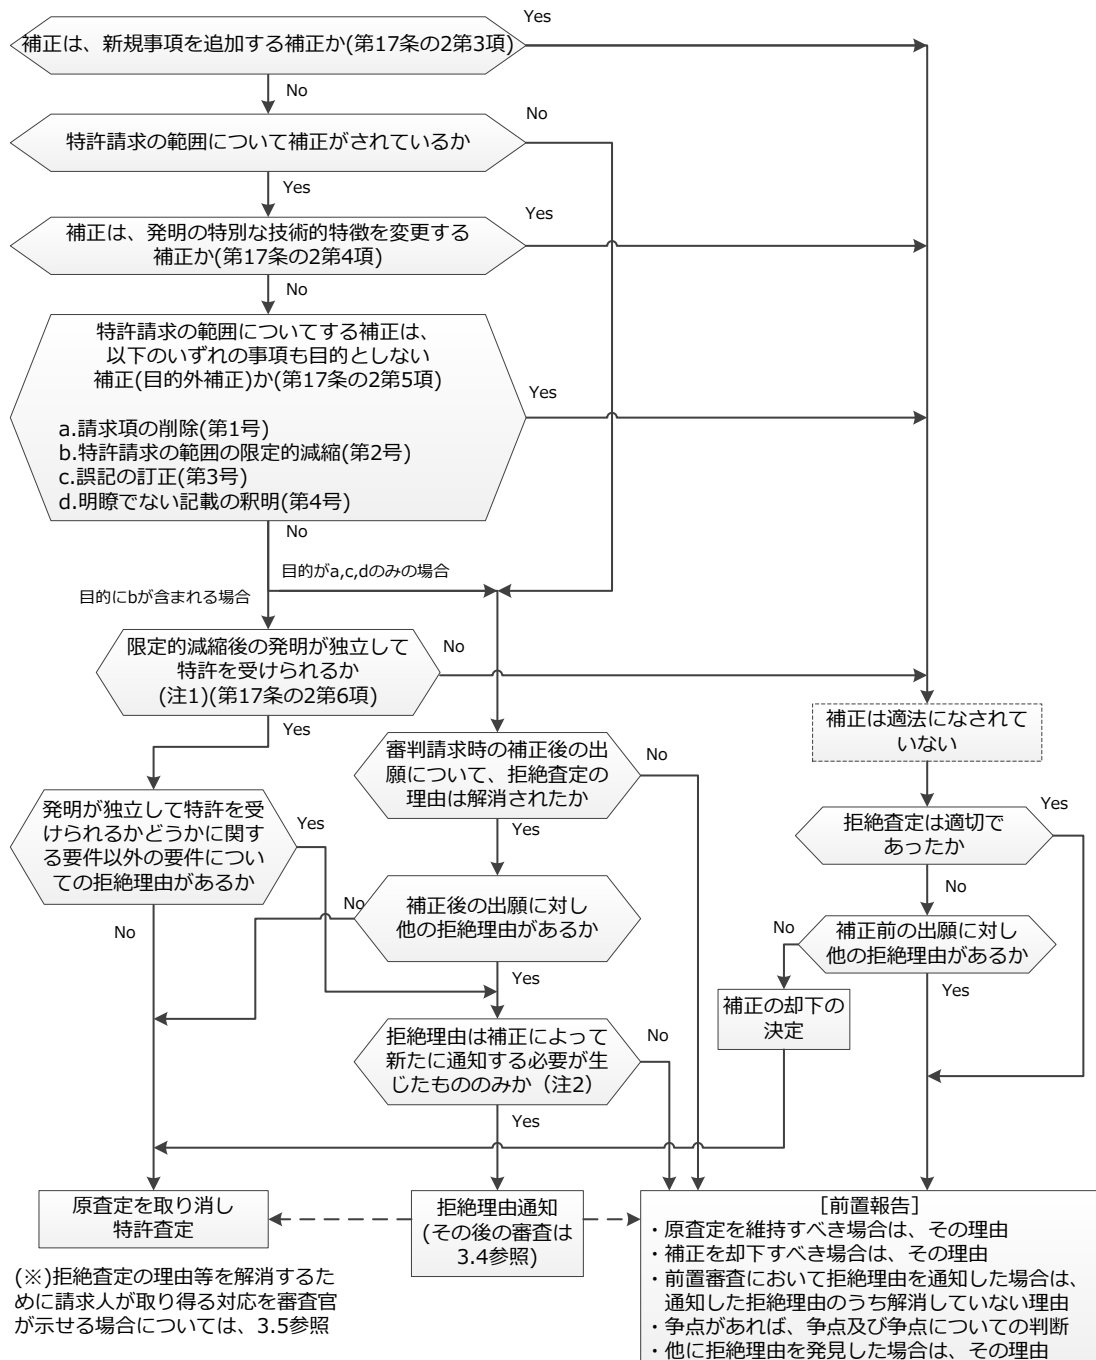 Yes
補正は、新規事項を追加する補正か(第17条の2第3項)
No
特許請求の範囲について補正がされているか
No
Yes
補正は、発明の特別な技術的特徴を変更する
補正か(第17条の2第4項)
Yes
No
特許請求の範囲についてする補正は、
以下のいずれの事項も目的としない
補正(目的外補正)か(第17条の2第5項)
a.請求項の削除(第1号)
b.特許請求の範囲の限定的減縮(第2号)
c.誤記の訂正(第3号)
d.明瞭でない記載の釈明(第4号)
Yes
No
目的がa,c,dのみの場合
目的にbが含まれる場合
限定的減縮後の発明が独立して
特許を受けられるか
(注1)(第17条の2第6項)
No
Yes
補正は適法になされて
いない
審判請求時の補正後の出
願について、拒絶査定の
理由は解消されたか
No
Yes
発明が独立して特許を受
けられるかどうかに関す
る要件以外の要件につい
ての拒絶理由があるか
Yes
No
拒絶査定は適切で
あったか
Yes
No
補正後の出願に対し
他の拒絶理由があるか
No
Yes
補正前の出願に対し
他の拒絶理由があるか
No
Yes
補正の却下の
決定
拒絶理由は補正によって
新たに通知する必要が生
じたもののみか（注2）
No
Yes
原査定を取り消し
特許査定
拒絶理由通知
(その後の審査は
3.4参照)
［前置報告］
・原査定を維持すべき場合は、その理由
・補正を却下すべき場合は、その理由
・前置審査において拒絶理由を通知した場合は、
通知した拒絶理由のうち解消していない理由
・争点があれば、争点及び争点についての判断
・他に拒絶理由を発見した場合は、その理由
(※)拒絶査定の理由等を解消するた
めに請求人が取り得る対応を審査官
が示せる場合については、3.5参照